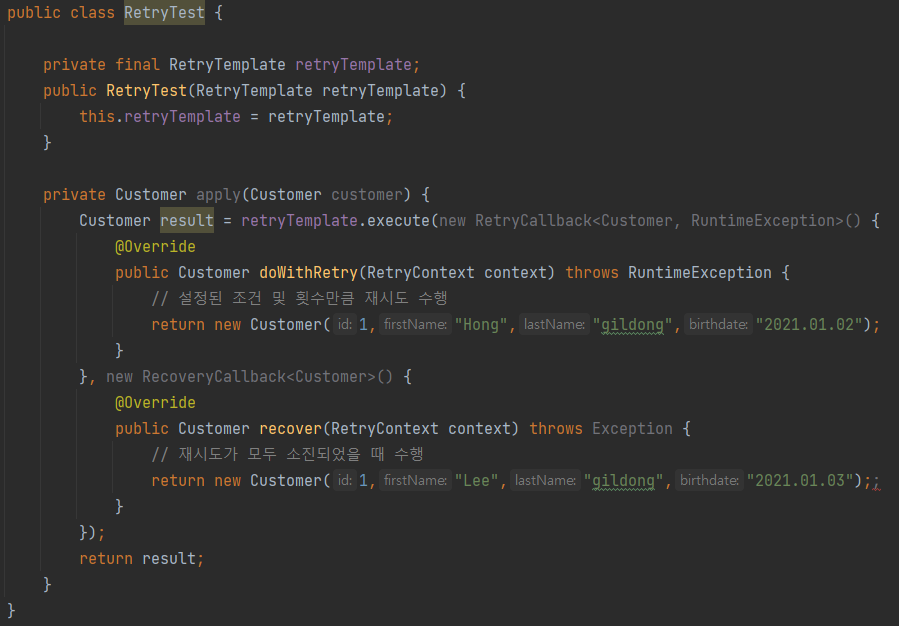 public class RetryTest {
private final RetryTemplate retryTemplate;
public RetryTest(RetryTemplate retryTemplate) {
this.retryTemplate = retryTemplate;
}
private Customer apply(Customer customer) {
Customer result = retryTemplate.execute(new RetryCallback<Customer, RuntimeException>() {
@Override
public Customer doWithRetry(RetryContext context) throws RuntimeException {
// 설정된 조건 및 횟수만큼 재시도 수행
return new Customer( id: 1, firstName: "Hong", lastName: "gildong", birthdate: "2021.01.02");
}
}, new RecoveryCallback<Customer>() {
@Override
public Customer recover(RetryContext context) throws Exception {
// 재시도가 모두 소진되었을 때 수행
return new Customer( id: 1, firstName: "Lee", lastName: "gildong", birthdate: "2021.01.03");;
}
});
return result;
}
}